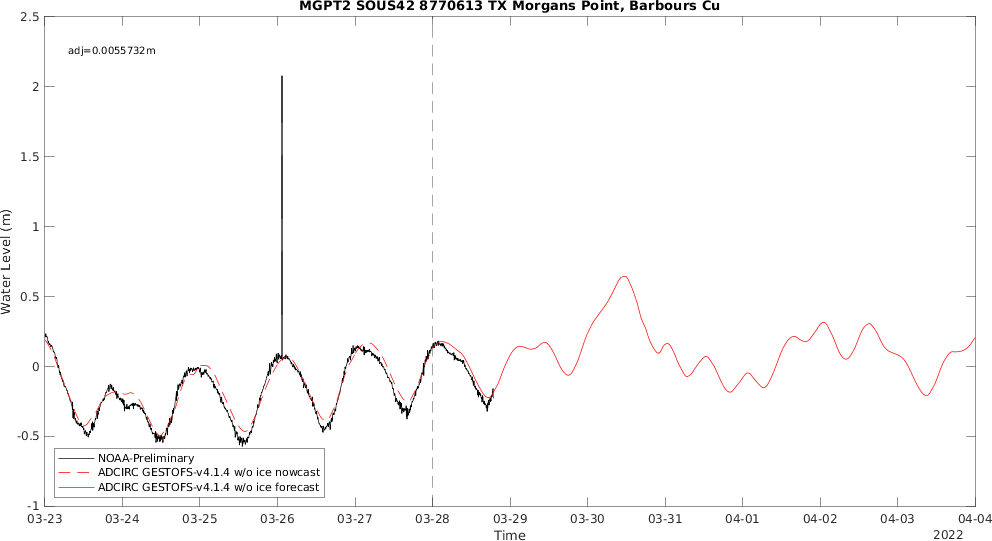 MGPT2 SOUS42 8770613 TX Morgans Point, Barbours Cu
adj=0.0055732m
2.5
2
1.5
1
0.5
0
-0.5
-1
Water Level (m)
NOAA-Preliminary
ADCIRC GESTOFS-v4.1.4 w/o ice nowcast
ADCIRC GESTOFS-v4.1.4 w/o ice forecast
03-23 03-24 03-25 03-26 03-27 03-28 03-29 03-30 03-31 04-01 04-02 04-03 04-04
Time
2022